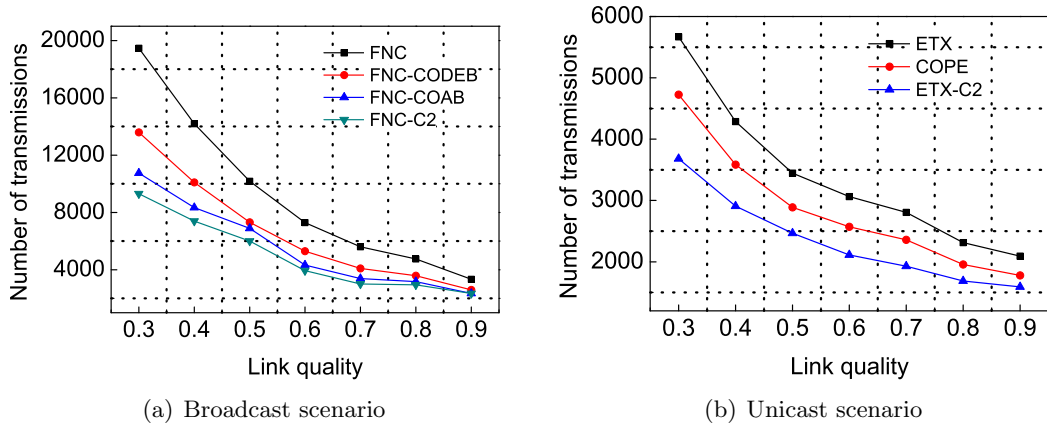 20000
16000
12000
8000
4000
Number of transmissions
FNC
FNC-CODEB
FNC-COAB
FNC-C2
0.3 0.4 0.5 0.6 0.7 0.8 0.9
Link quality
(a) Broadcast scenario
6000
5000
4000
3000
2000
Number of transmissions
ETX
COPE
ETX-C2
0.3 0.4 0.5 0.6 0.7 0.8 0.9
Link quality
(b) Unicast scenario